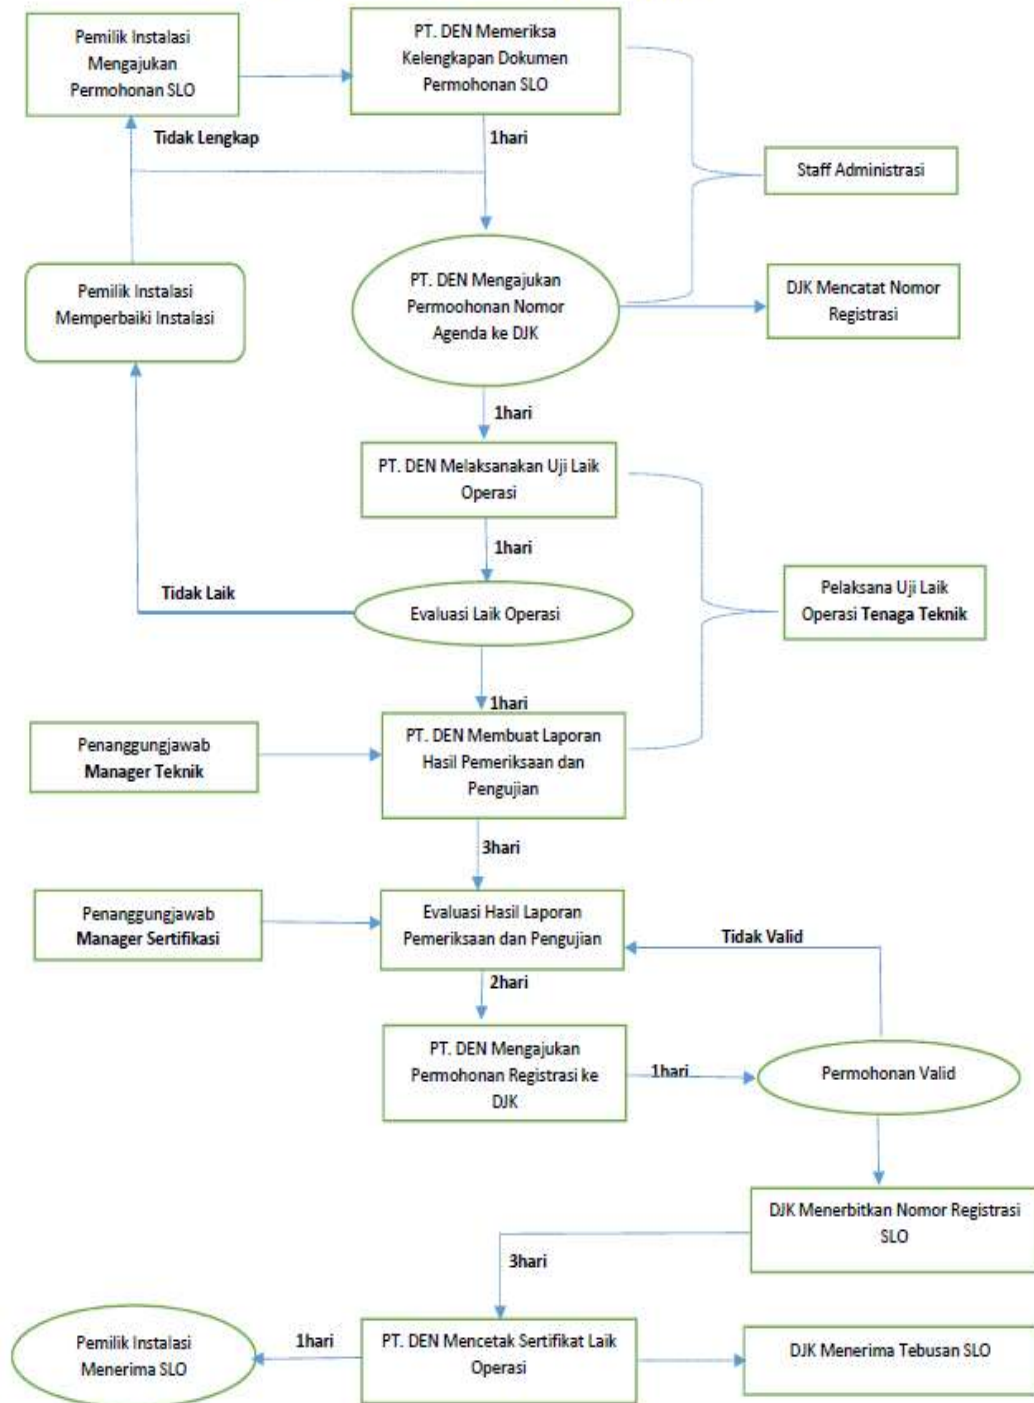 Pemilik Instalasi
Mengajukan
Permohonan SLO
PT. DEN Memeriksa
Kelengkapan Dokumen
Permohonan SLO
Tidak Lengkap
1hari
Staff Administrasi
Pemilik Instalasi
Memperbaiki Instalasi
PT. DEN Mengajukan
Permoohonan Nomor
Agenda ke DJK
DJK Mencatat Nomor
Registrasi
1hari
PT. DEN Melaksanakan Uji Laik
Operasi
1hari
Tidak Laik
Evaluasi Laik Operasi
Pelaksana Uji Laik
Operasi Tenaga Teknik
1hari
Penanggungjawab
Manager Teknik
PT. DEN Membuat Laporan
Hasil Pemeriksaan dan
Pengujian
3hari
Penanggungjawab
Manager Sertifikasi
Evaluasi Hasil Laporan
Pemeriksaan dan Pengujian
Tidak Valid
2hari
PT. DEN Mengajukan
Permohonan Registrasi ke
DJK
1hari
Permohonan Valid
DJK Menerbitkan Nomor Registrasi
SLO
3hari
Pemilik Instalasi
Menerima SLO
1hari
PT. DEN Mencetak Sertifikat Laik
Operasi
DJK Menerima Tebusan SLO